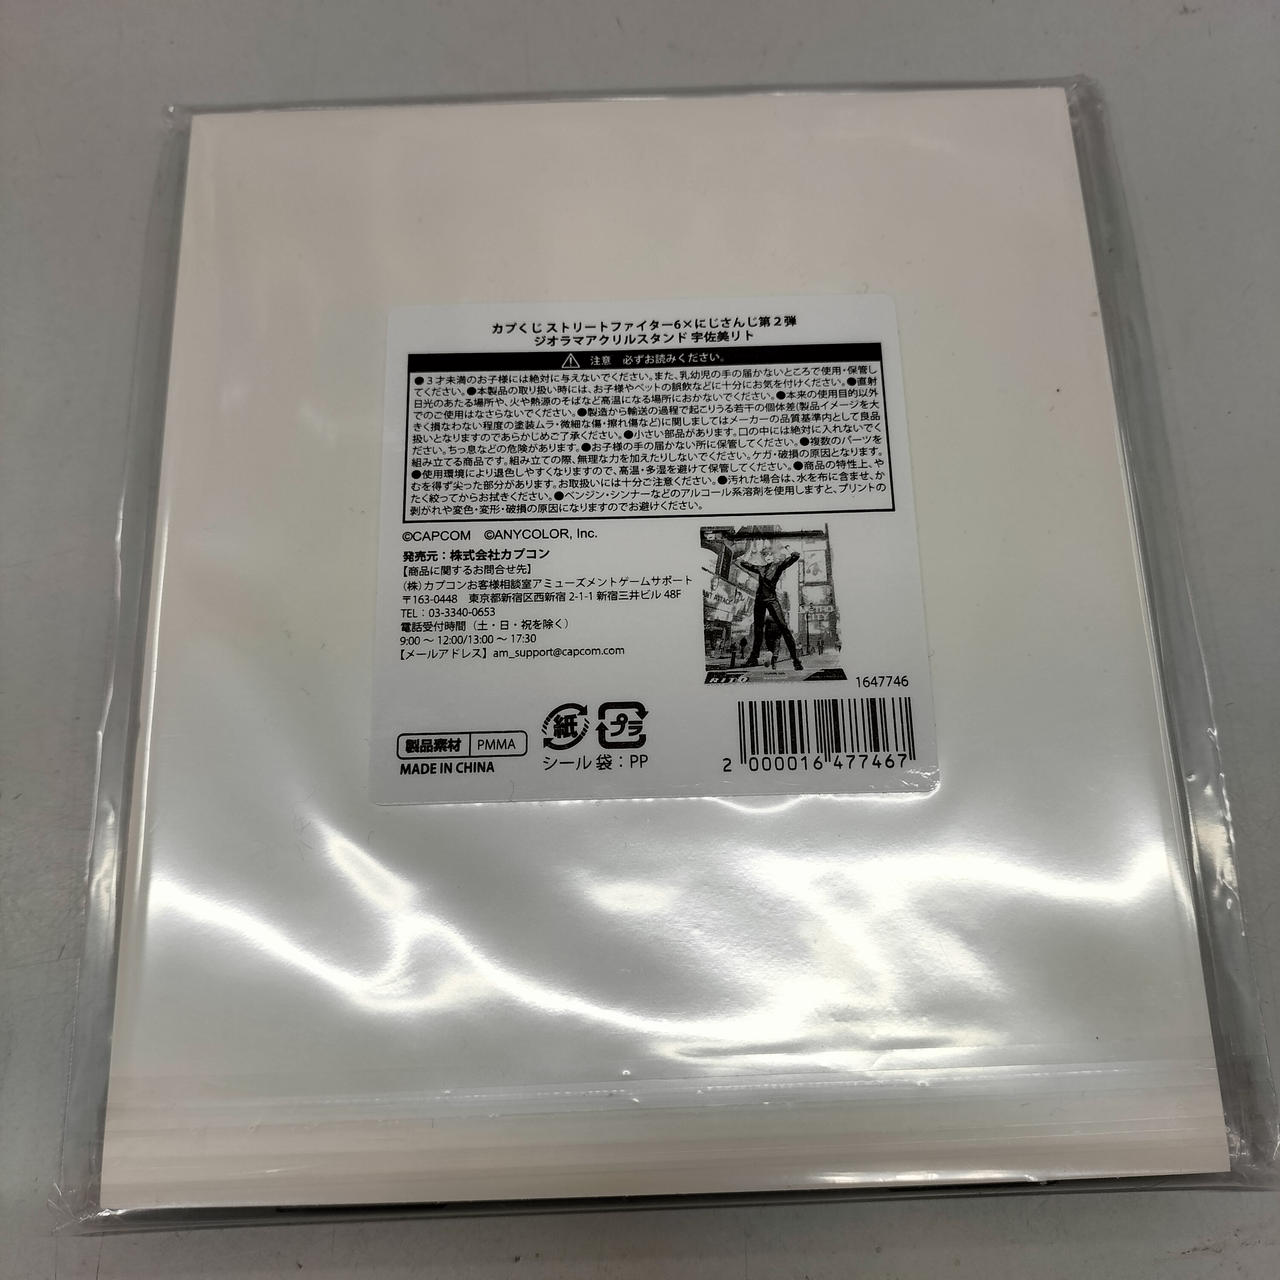 カプくじ ストリートファイター6×にじさんじ第２弾
ジオラマアクリルスタンド 宇佐美リト
注意 必ずお読みください。
●３才未満のお子様には絶対に与えないでください。また、乳幼児の手の届かないところで使用・保管し
てください。●本製品の取り扱い時には、お子様やペットの誤飲などに十分にお気を付けください。●直射
日光のあたる場所や、火や熱源のそばなど高温になる場所におかないでください。●本来の使用目的以外
でのご使用はなさらないでください。●製造から輸送の過程で起こりうる若干の個体差(製品イメージを大
きく損なわない程度の塗装ムラ・微細な傷・擦れ傷など)に関しましてはメーカーの品質基準内として良品
扱いとなりますのであらかじめご了承ください。●小さい部品があります。口の中には絶対に入れないでく
ださい。ちっ息などの危険があります。●お子様の手の届かない所に保管してください。●複数のパーツを
組み立てる商品です。組み立ての際、無理な力を加えたりしないでください。ケガ・破損の原因となります。
●使用環境により退色しやすくなりますので、高温・多湿を避けて保管してください。●商品の特性上、や
むを得ず尖った部分があります。お取扱いには十分ご注意ください。●汚れた場合は、水を布に含ませ、か
たく絞ってからお拭きください。●ベンジン・シンナーなどのアルコール系溶剤を使用しますと、プリントの
剥がれや変色・変形・破損の原因になりますのでお避けください。
©CAPCOM ©ANYCOLOR, Inc.
発売元：株式会社カプコン
【商品に関するお問合せ先】
(株)カプコンお客様相談室アミューズメントゲームサポート
〒163-0448 東京都新宿区西新宿 2-1-1 新宿三井ビル 48F
TEL：03-3340-0653
電話受付時間（土・日・祝を除く）
9:00 〜 12:00/13:00 〜 17:30
【メールアドレス】am_support@capcom.com
RITO
1647746
製品素材 PMMA
MADE IN CHINA
紙 プラ
シール 袋：PP
2 000016 477467